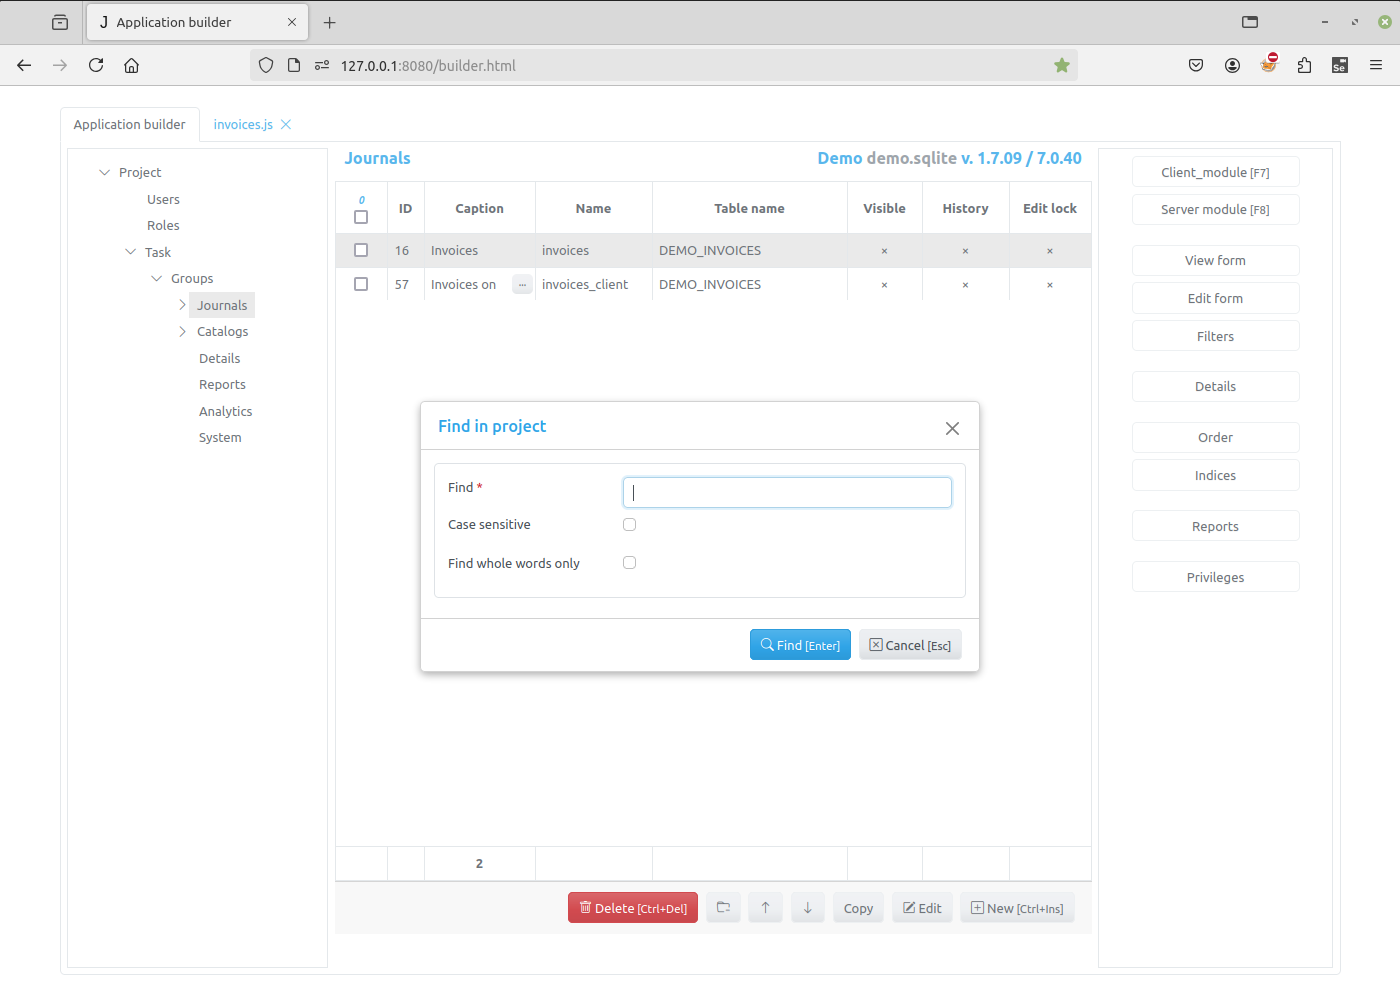 J Application builder
127.0.0.1:8080/builder.html
Se
Application builder
invoices.js
Project
Users
Roles
Task
Groups
Journals
Catalogs
Details
Reports
Analytics
System
Journals
Demo demo.sqlite v. 1.7.09 / 7.0.40
0
ID Caption Name Table name Visible History Edit lock
16 Invoices invoices DEMO_INVOICES × × ×
57 Invoices on ... invoices_client DEMO_INVOICES × × ×
Find in project
Find *
Case sensitive
Find whole words only
Find [Enter]
Cancel [Esc]
2
Delete [Ctrl+Del]
Copy
Edit
New [Ctrl+Ins]
Client_module [F7]
Server module [F8]
View form
Edit form
Filters
Details
Order
Indices
Reports
Privileges